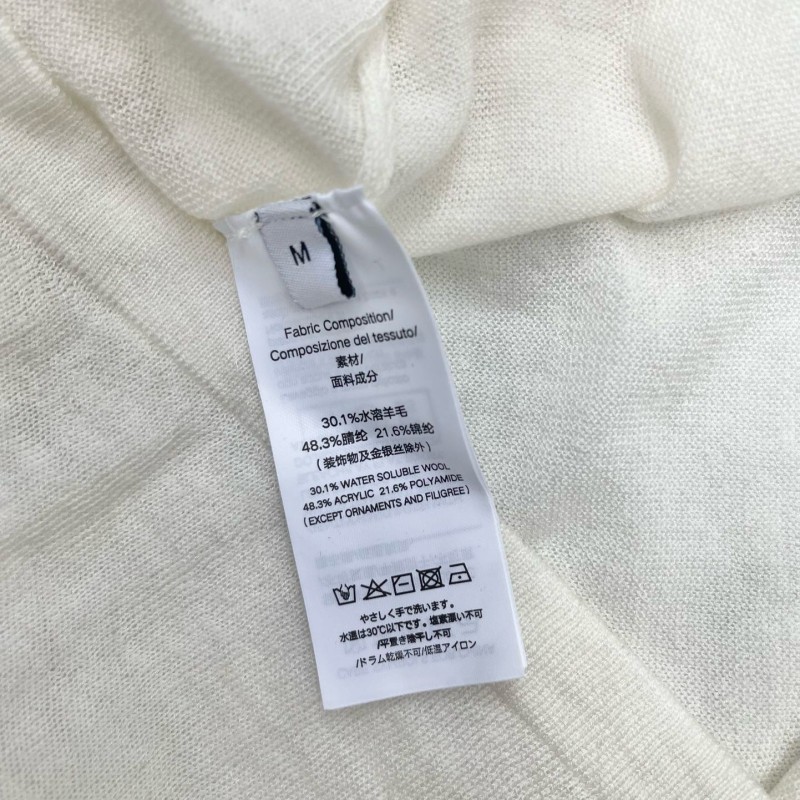 M
Fabric Composition/
Composizione del tessuto/
素材/
面料成分
30.1%水溶羊毛
48.3%腈纶 21.6%锦纶
(装饰物及金银丝除外)
30.1% WATER SOLUBLE WOOL
48.3% ACRYLIC 21.6% POLYAMIDE
(EXCEPT ORNAMENTS AND FILIGREE)
やさしく手で洗います。
水温は30℃以下です。塩素漂い不可
/平置き捨干し不可
/ドラム乾燥不可/低温アイロン